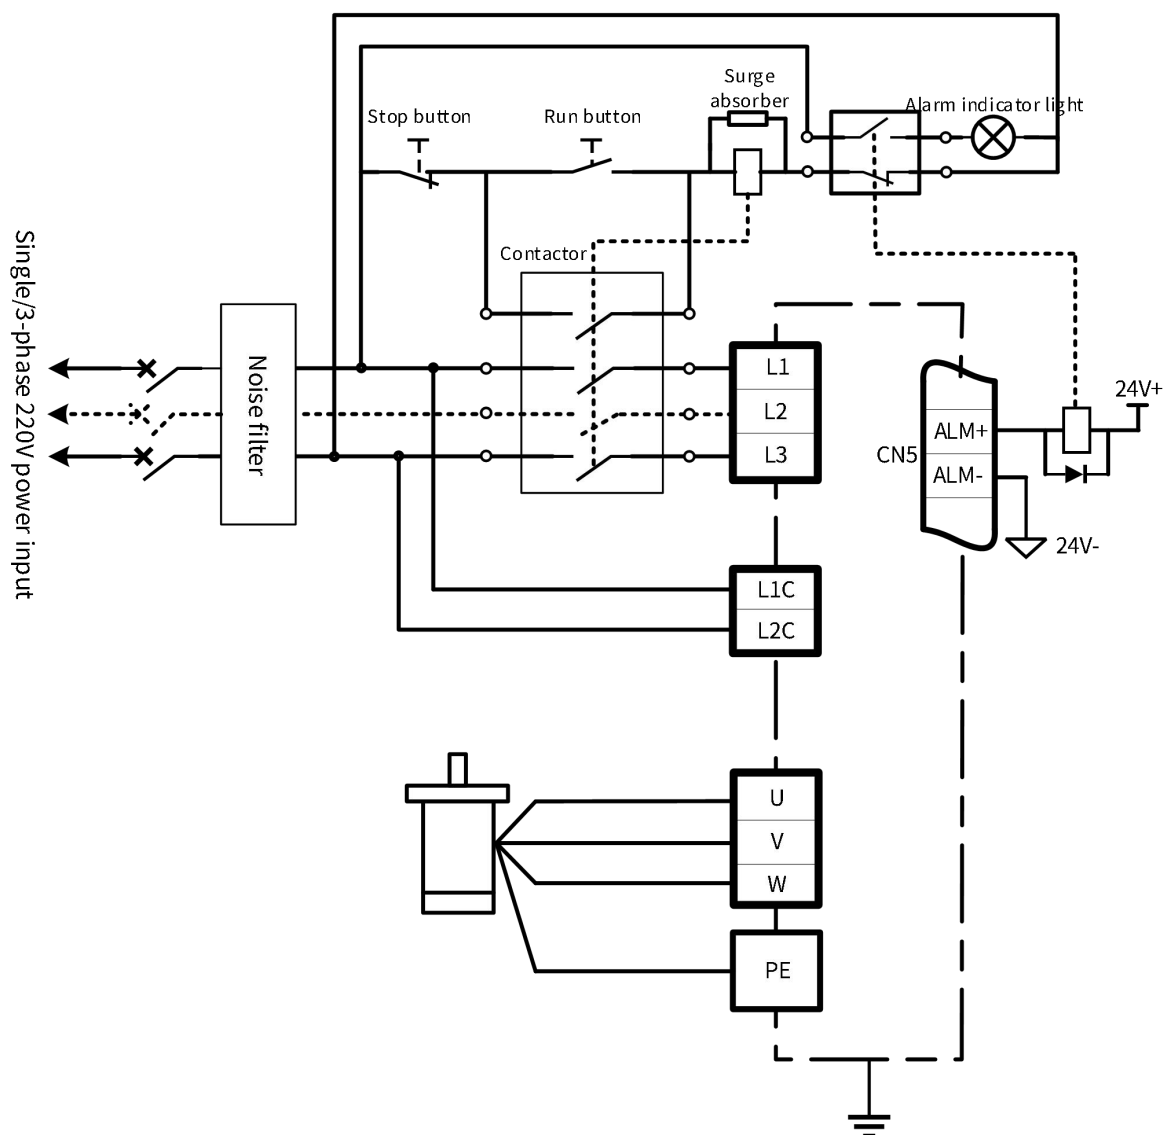 Surge
absorber
Alarm indicator light
Stop button
Run button
Contactor
Single/3-phase 220V power input
Noise filter
L1
L2
L3
24V+
CN5
ALM+
ALM-
24V-
L1C
L2C
U
V
W
PE